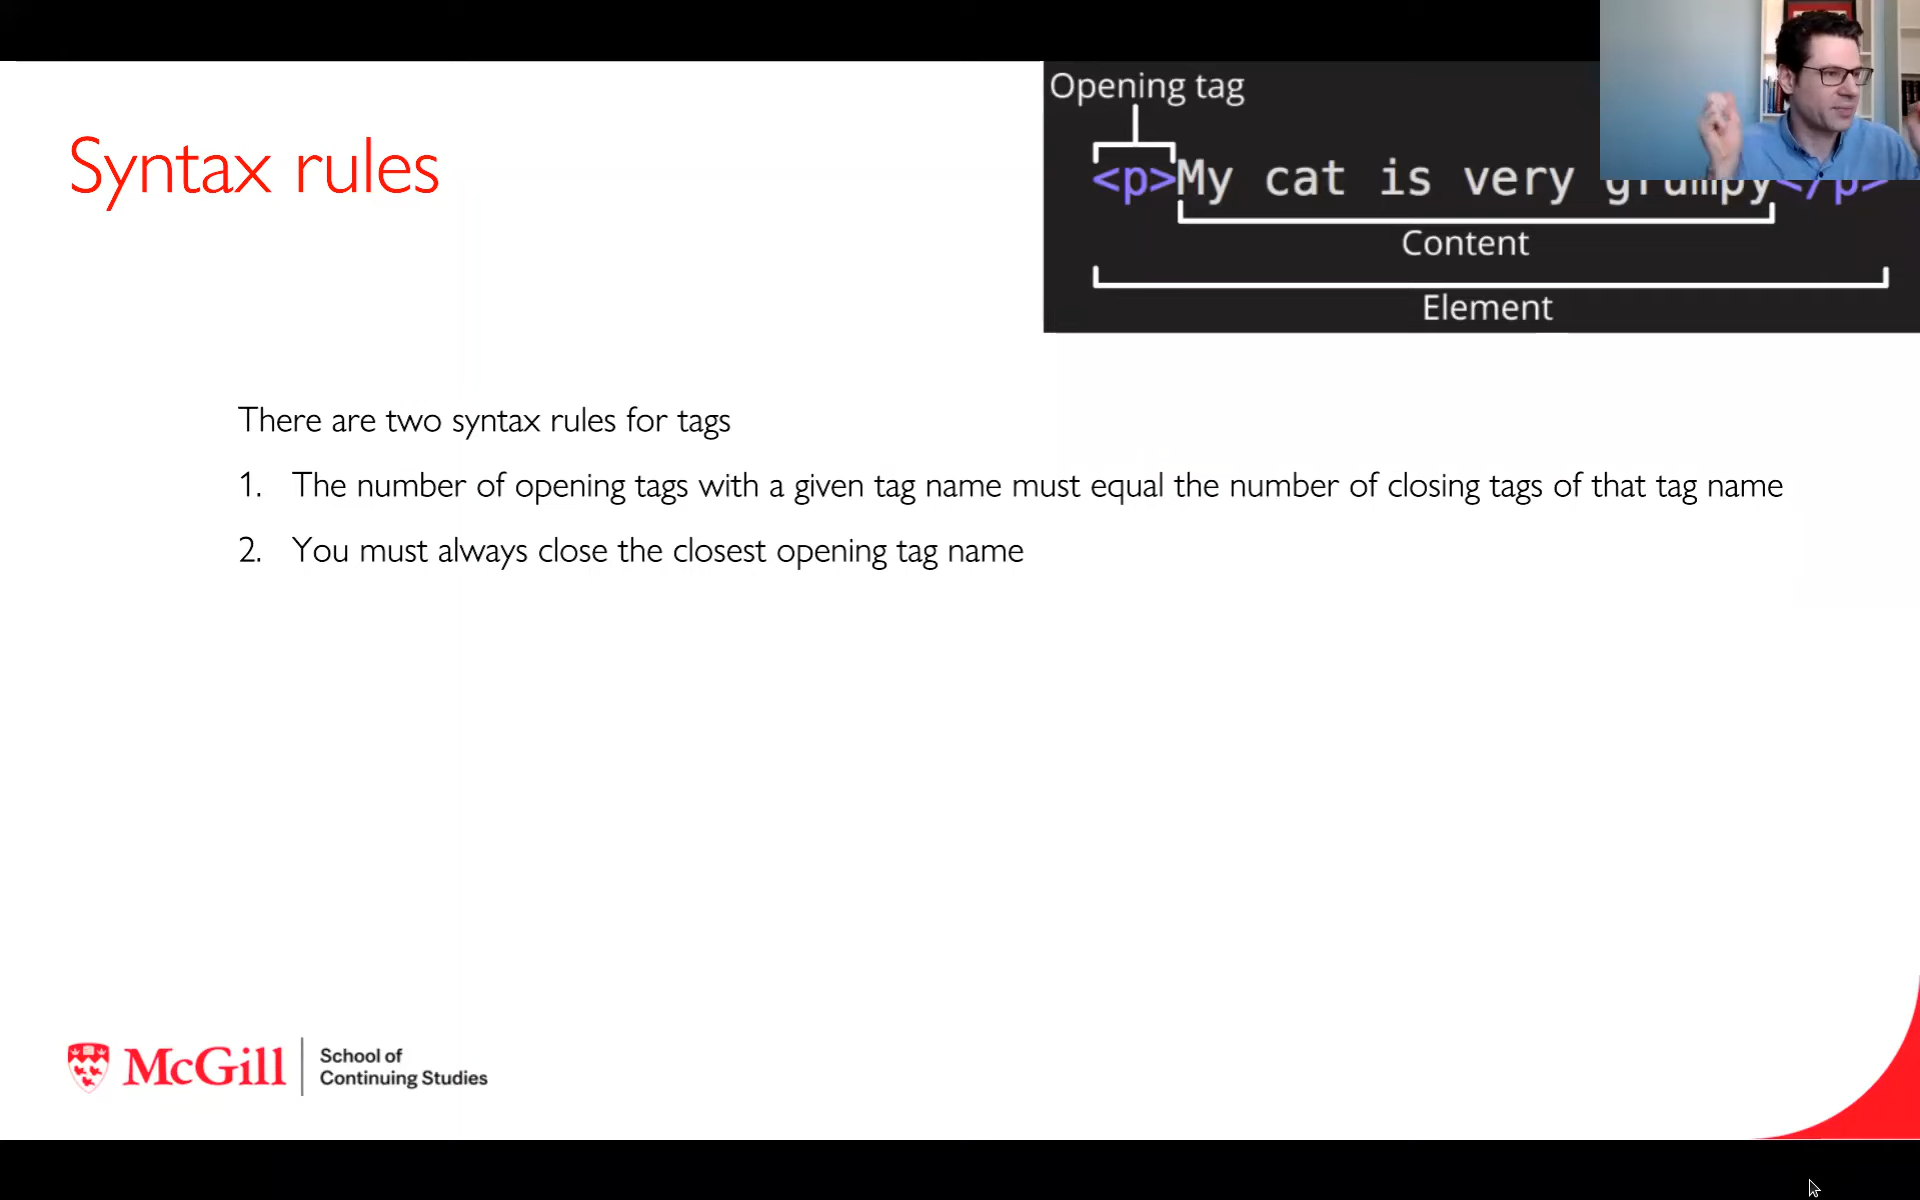 Opening tag
Syntax rules
<p>My cat is very grumpy</p>
Content
Element
There are two syntax rules for tags
1. The number of opening tags with a given tag name must equal the number of closing tags of that tag name
2. You must always close the closest opening tag name
McGill
School of
Continuing Studies